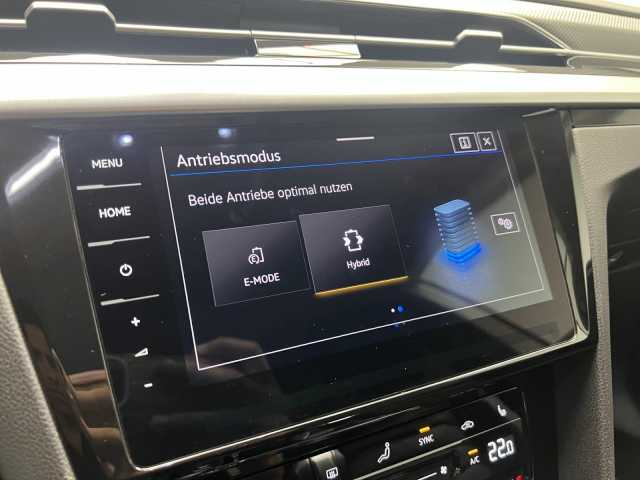 MENU
HOME
Antriebsmodus
Beide Antriebe optimal nutzen
E-MODE
Hybrid
SYNC
A/C
22.0